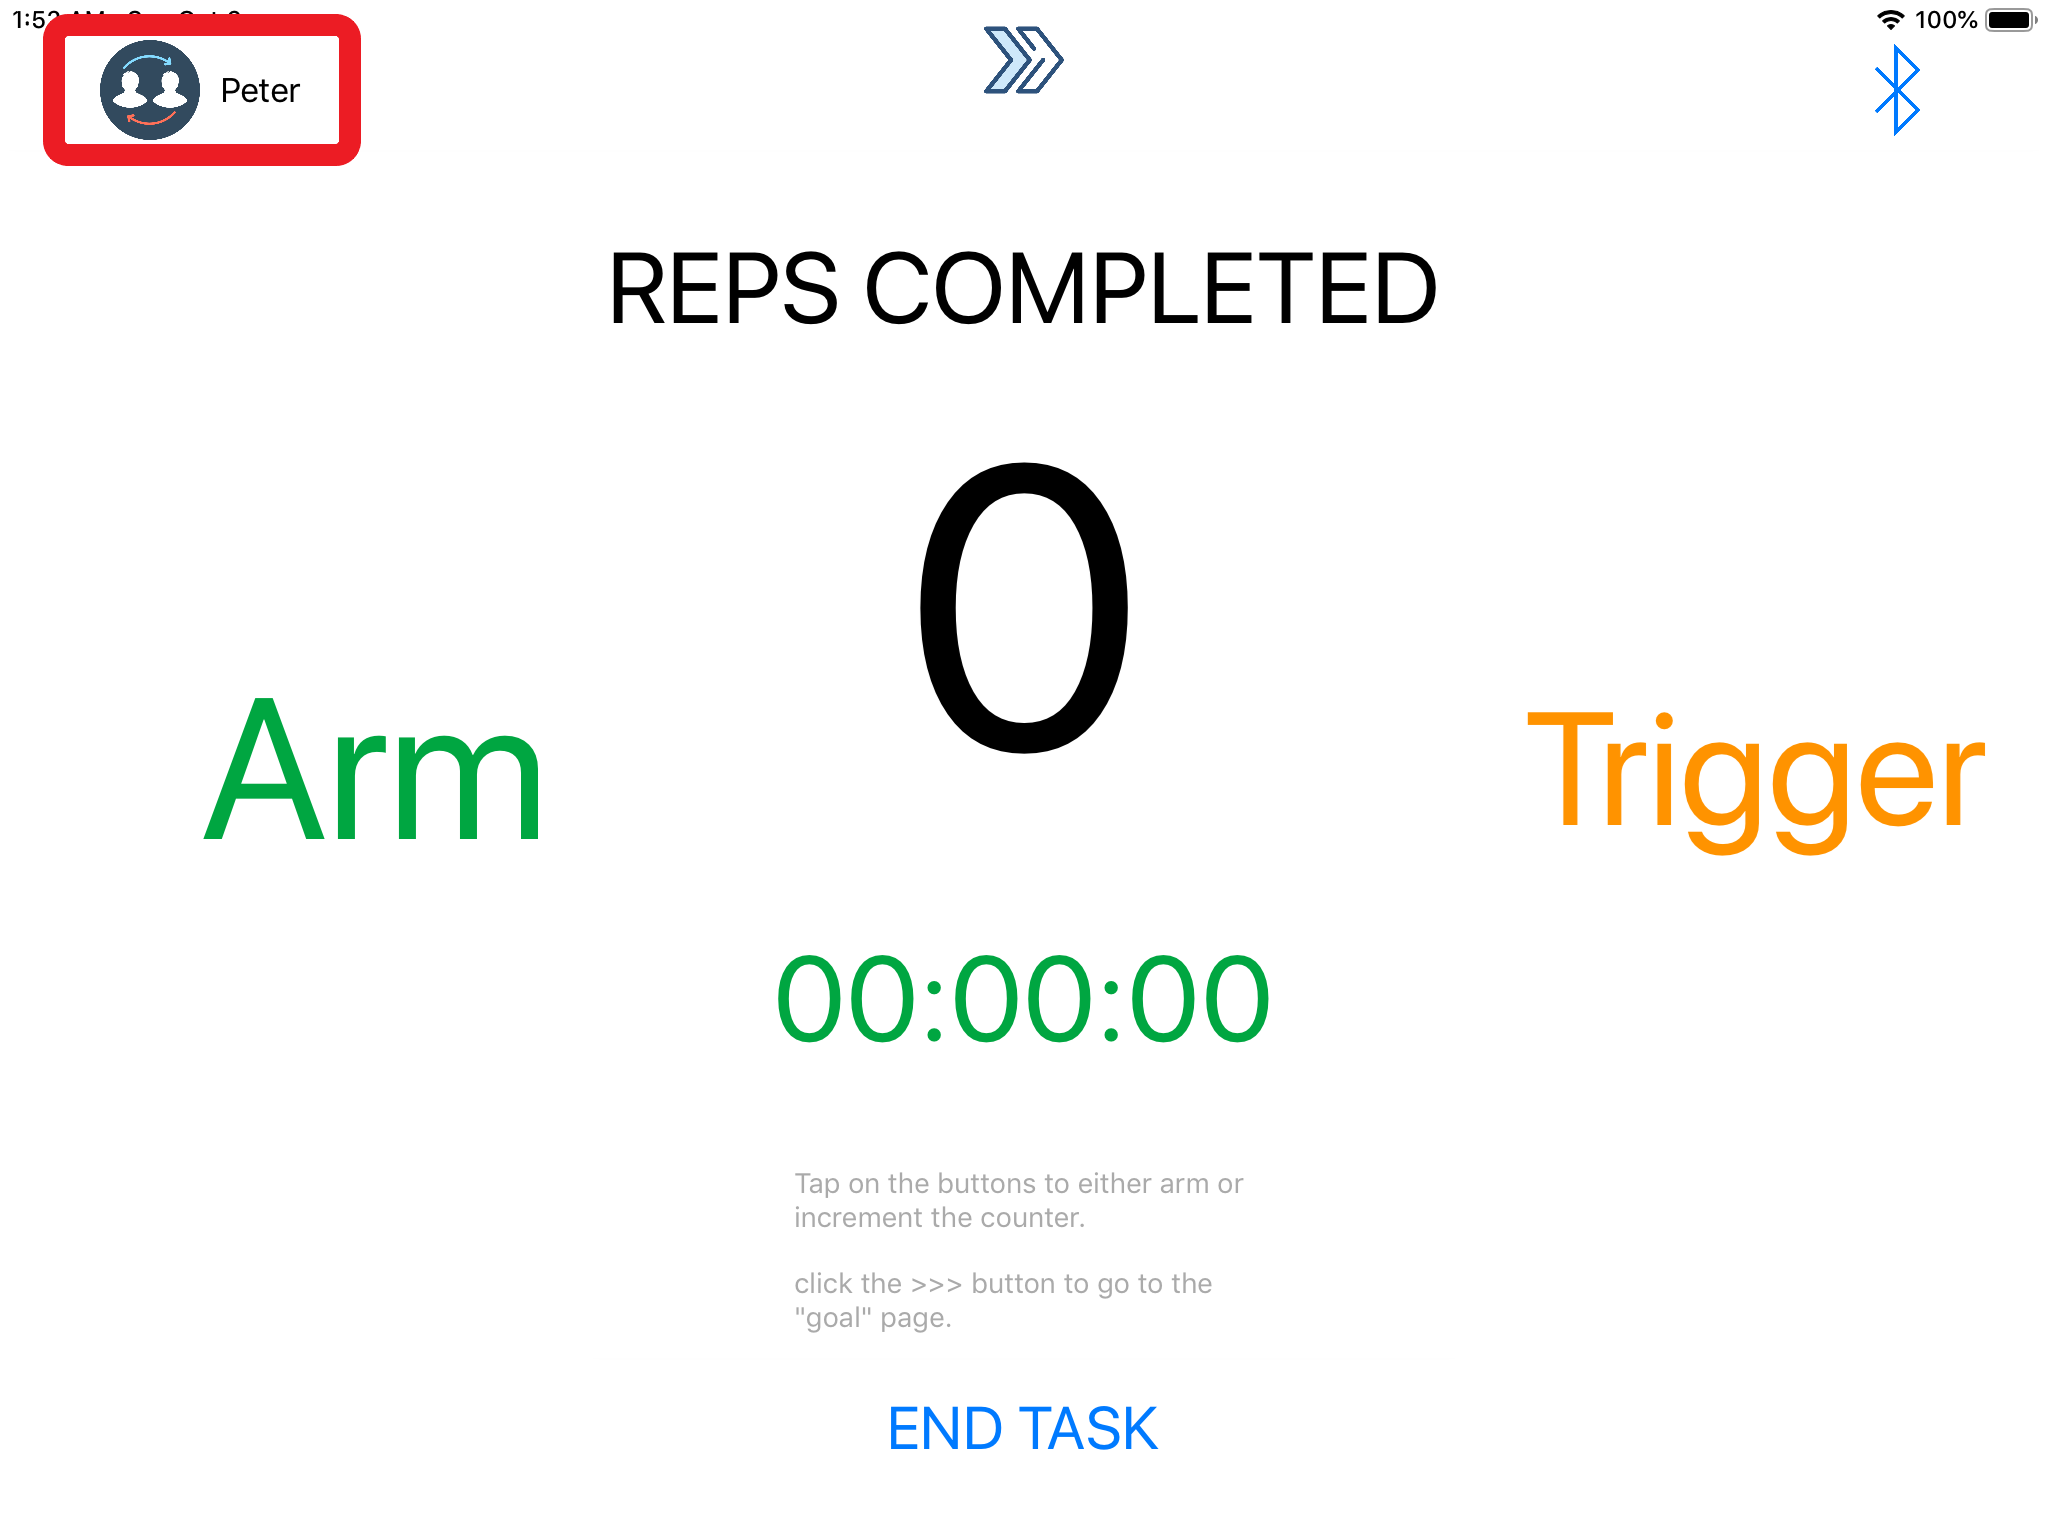 100%
Peter
REPS COMPLETED
0
Arm
Trigger
00:00:00
Tap on the buttons to either arm or
increment the counter.
click the >>> button to go to the
"goal" page.
END TASK